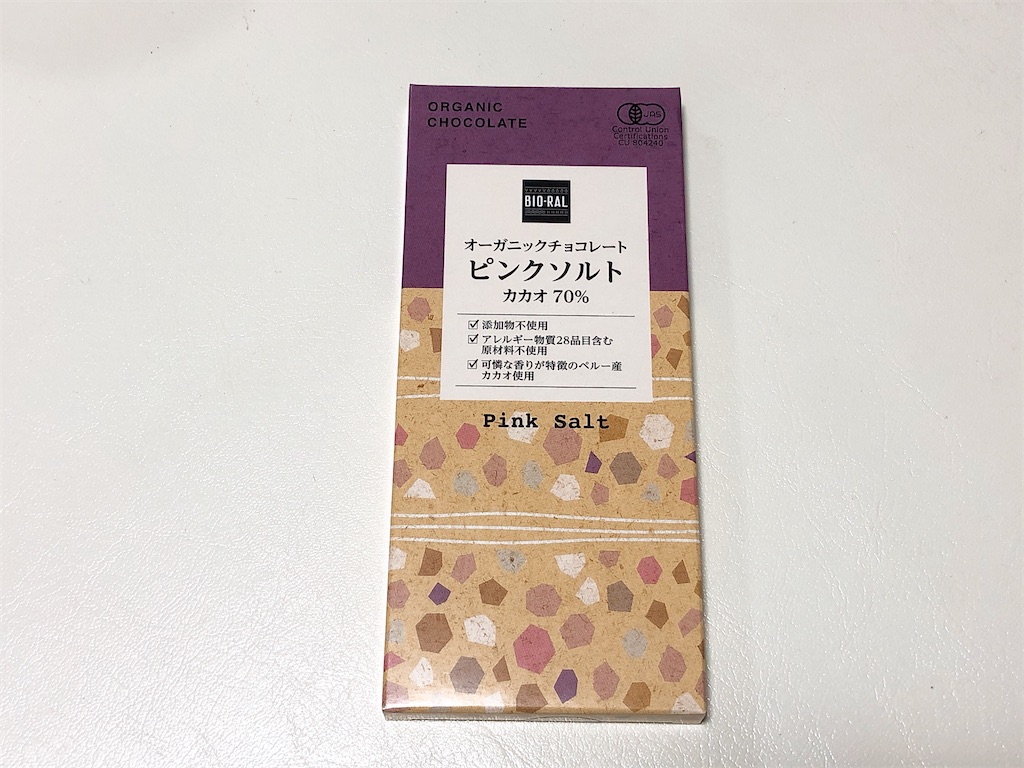 ORGANIC
CHOCOLATE
JAS
Control Union
Certifications
CU 804240
BIO-RAL
オーガニックチョコレート
ピンクソルト
カカオ 70%
☑ 添加物不使用
☑ アレルギー物質28品目含む
原材料不使用
☑ 可憐な香りが特徴のペルー産
カカオ使用
Pink Salt